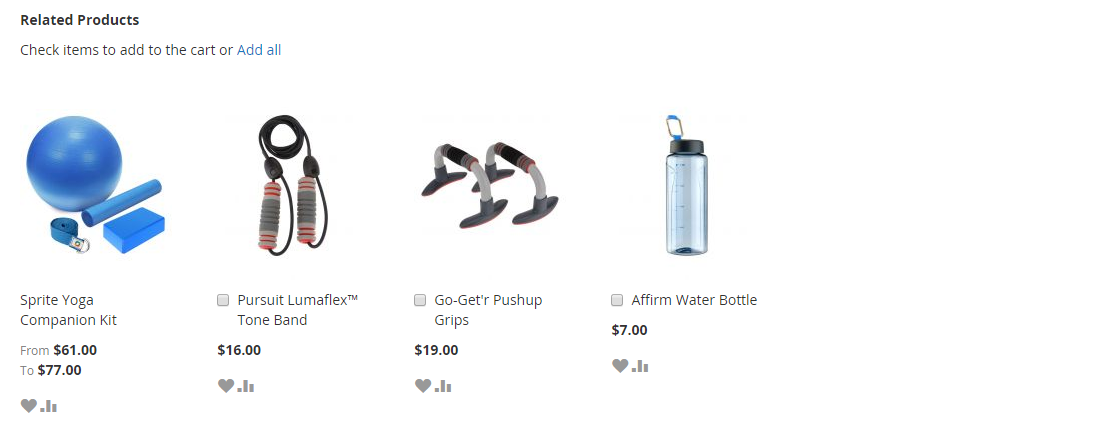 Related Products
Check items to add to the cart or Add all
Sprite Yoga
Companion Kit
From $61.00
To $77.00
Pursuit Lumaflex™
Tone Band
$16.00
Go-Get'r Pushup
Grips
$19.00
Affirm Water Bottle
$7.00